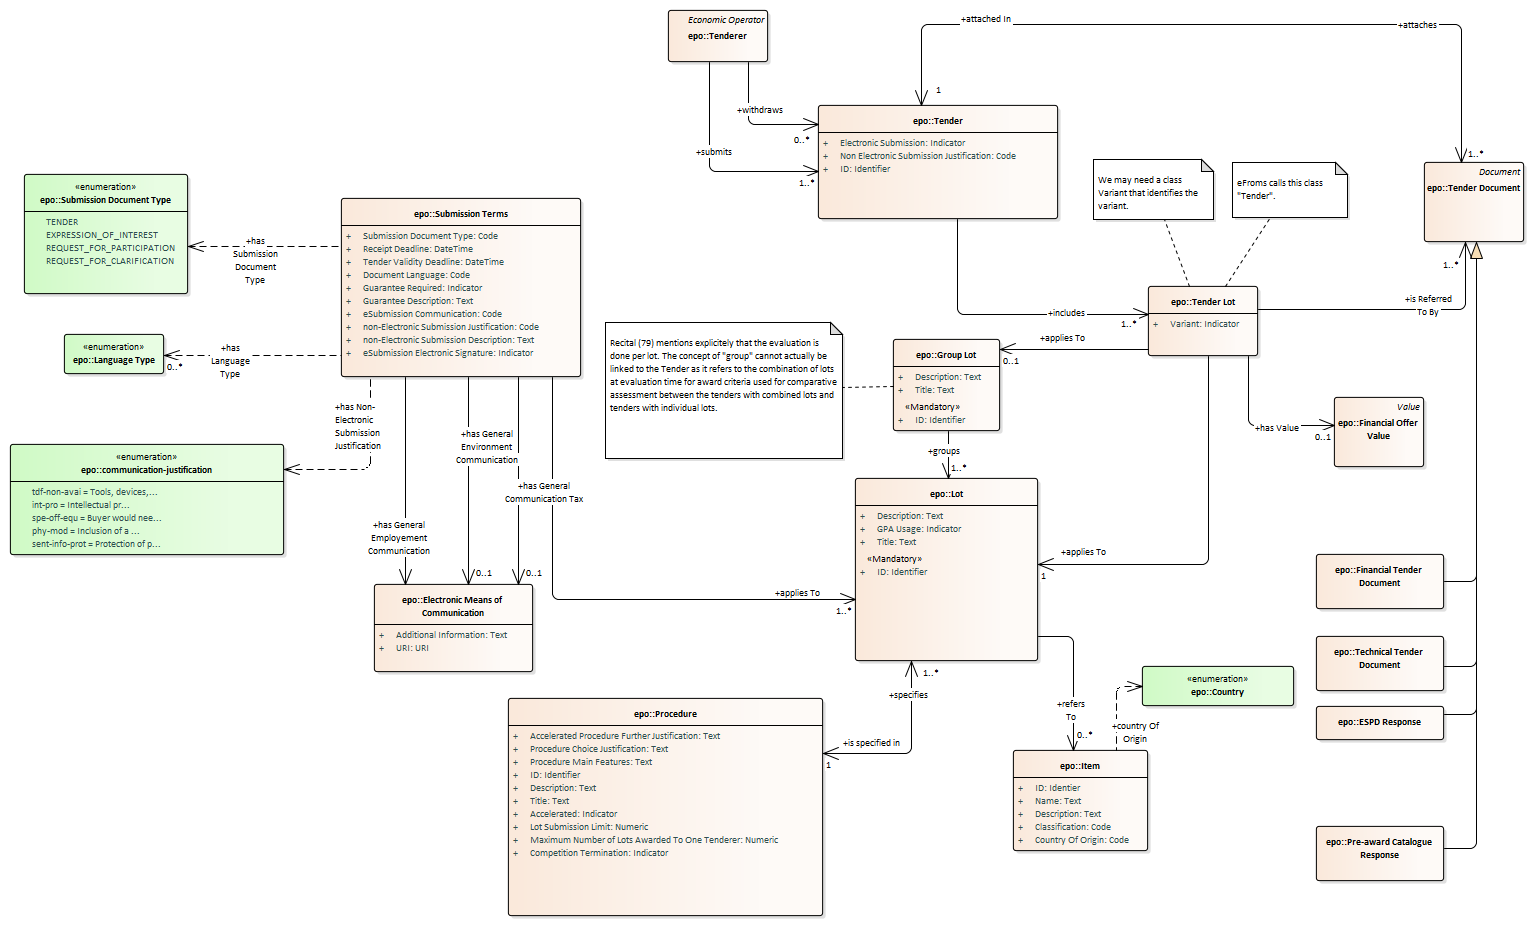 Economic Operator
epo::Tenderer
+attached In
+attaches
+withdraws
0..*
+submits
1..*
1
epo::Tender
+ Electronic Submission: Indicator
+ Non Electronic Submission Justification: Code
+ ID: Identifier
1..*
Document
epo::Tender Document
We may need a class
Variant that identifies the
variant.
eFroms calls this class
"Tender".
«enumeration»
epo::Submission Document Type
TENDER
EXPRESSION_OF_INTEREST
REQUEST_FOR_PARTICIPATION
REQUEST_FOR_CLARIFICATION
+has
Submission
Document
Type
epo::Submission Terms
+ Submission Document Type: Code
+ Receipt Deadline: DateTime
+ Tender Validity Deadline: DateTime
+ Document Language: Code
+ Guarantee Required: Indicator
+ Guarantee Description: Text
+ eSubmission Communication: Code
+ non-Electronic Submission Justification: Code
+ non-Electronic Submission Description: Text
+ eSubmission Electronic Signature: Indicator
«enumeration»
epo::Language Type
0..*
+has
Language
Type
+includes
1..*
epo::Tender Lot
+ Variant: Indicator
+is Referred
To By
1..*
Recital (79) mentions explicitly that the evaluation is
done per lot. The concept of "group" cannot actually be
linked to the Tender as it refers to the combination of lots
at evaluation time for award criteria used for comparative
assessment between the tenders with combined lots and
tenders with individual lots.
+applies To
0..1
epo::Group Lot
+ Description: Text
+ Title: Text
«Mandatory»
+ ID: Identifier
+groups
1..*
+has Value
0..1
Value
epo::Financial Offer
Value
+has Non-
Electronic
Submission
Justification
«enumeration»
epo::communication-justification
tdf-non-avai = Tools, devices,...
int-pro = Intellectual pr...
spe-off-equ = Buyer would nee...
phy-mod = Inclusion of a ...
sent-info-prot = Protection of p...
+has General
Environment
Communication
+has General
Communication Tax
+has General
Employement
Communication
0..1
0..1
epo::Electronic Means of
Communication
+ Additional Information: Text
+ URI: URI
+applies To
1..*
epo::Lot
+ Description: Text
+ GPA Usage: Indicator
+ Title: Text
«Mandatory»
+ ID: Identifier
+applies To
1
epo::Financial Tender
Document
epo::Technical Tender
Document
epo::ESPD Response
epo::Pre-award Catalogue
Response
1..*
+specifies
+is specified in
1
epo::Procedure
+ Accelerated Procedure Further Justification: Text
+ Procedure Choice Justification: Text
+ Procedure Main Features: Text
+ ID: Identifier
+ Description: Text
+ Title: Text
+ Accelerated: Indicator
+ Lot Submission Limit: Numeric
+ Maximum Number of Lots Awarded To One Tenderer: Numeric
+ Competition Termination: Indicator
+refers
To
0..*
«enumeration»
epo::Country
+country Of
Origin
epo::Item
+ ID: Identier
+ Name: Text
+ Description: Text
+ Classification: Code
+ Country Of Origin: Code